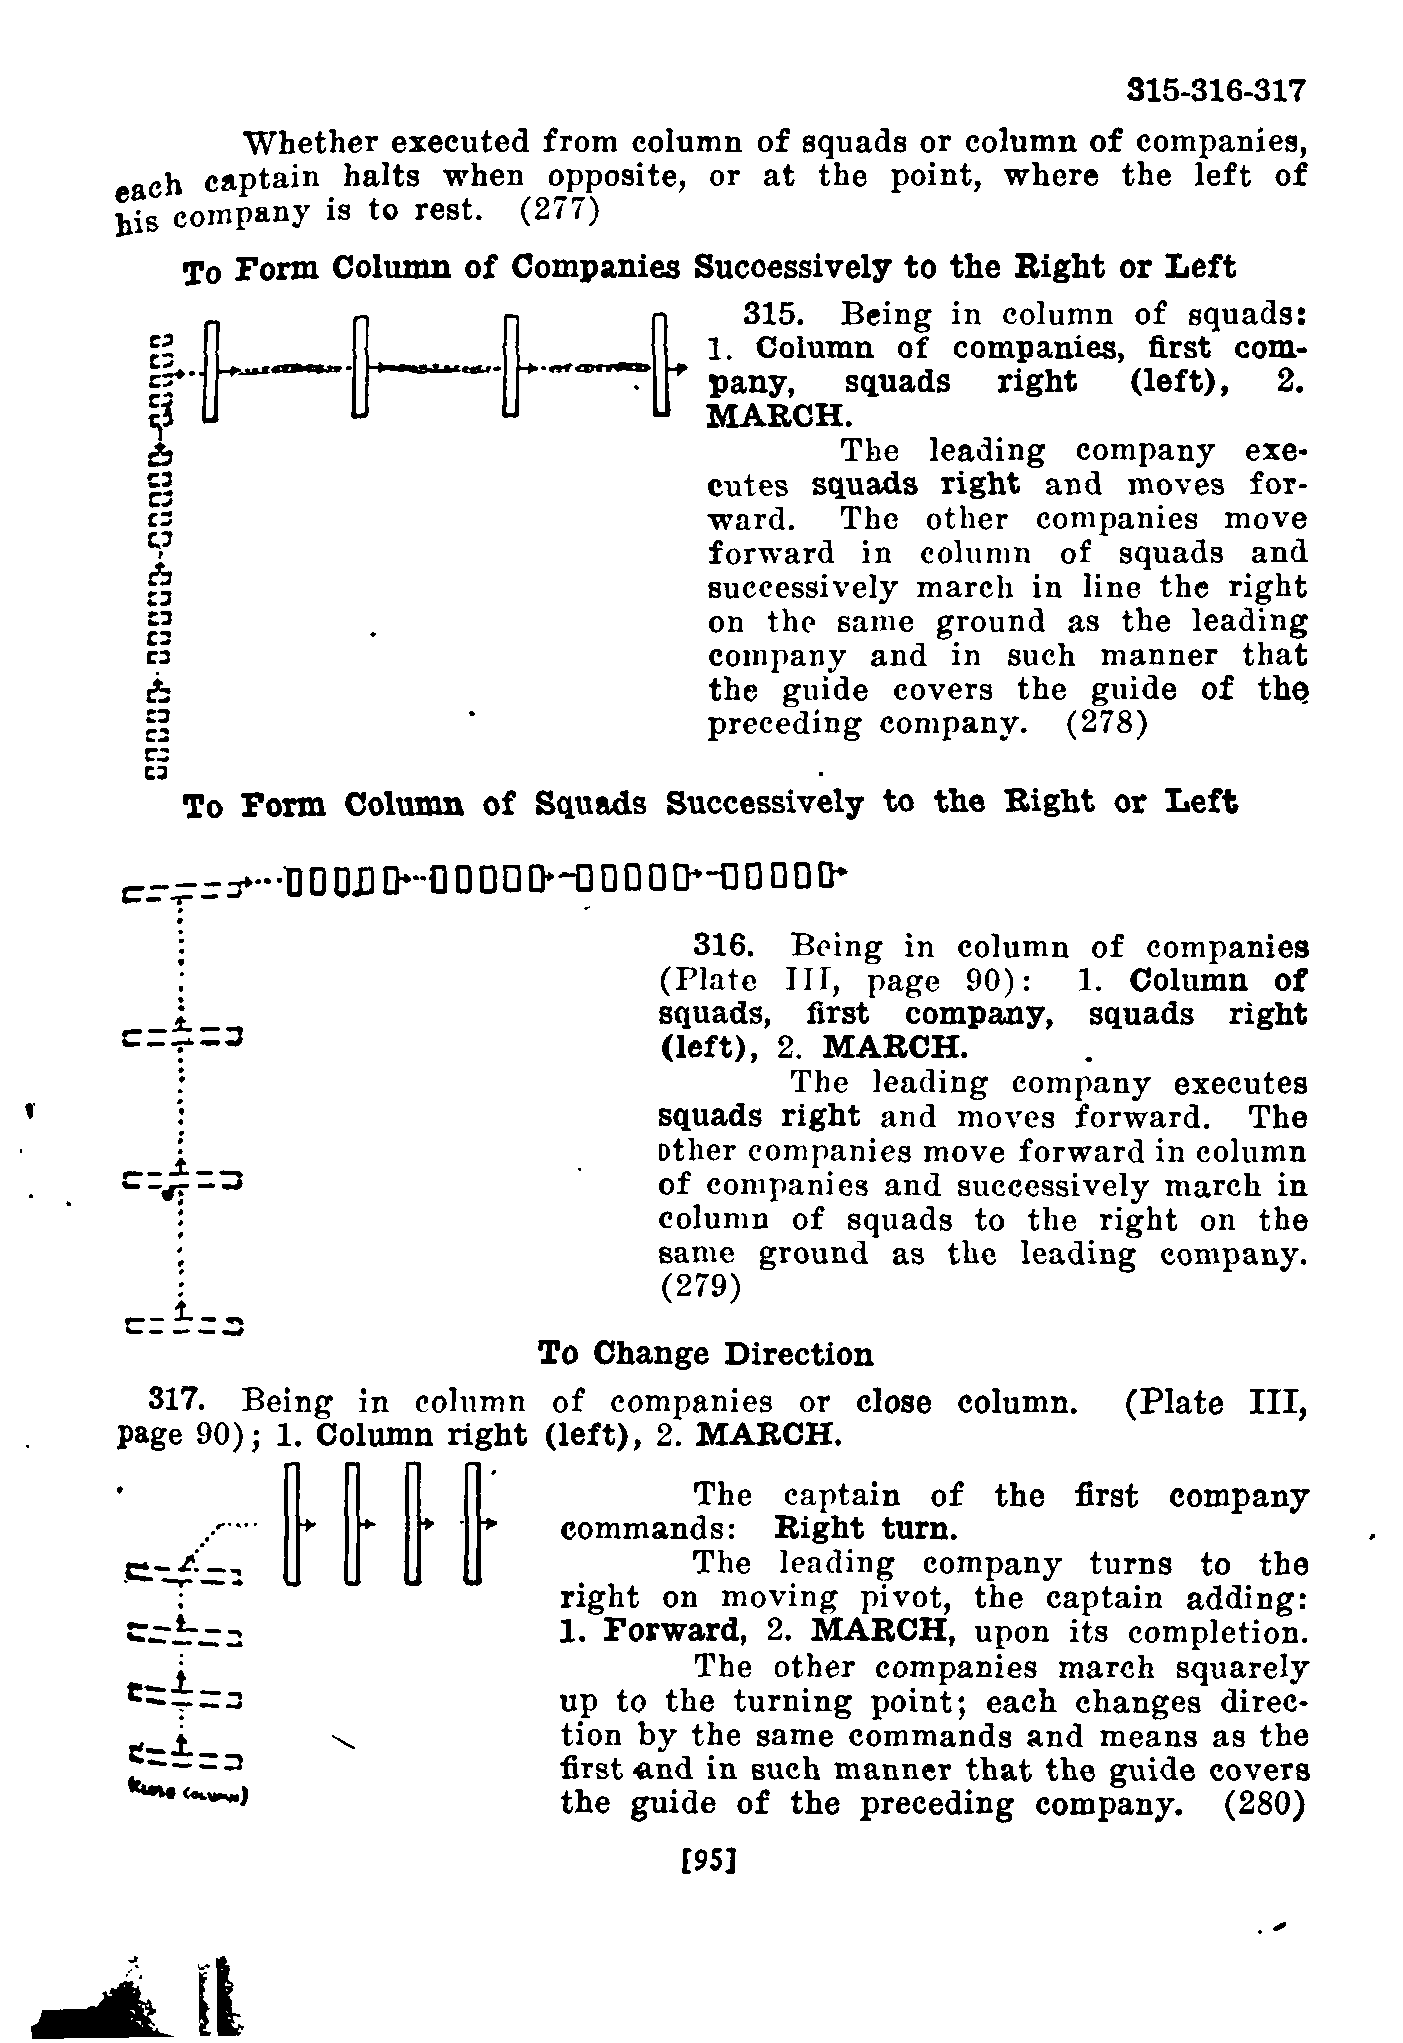 315-316-317
Whether executed from column of squads or column of companies,
each captain halts when opposite, or at the point, where the left of
his company is to rest. (277)
To Form Column of Companies Successively to the Right or Left
315. Being in column of squads:
1. Column of companies, first com-
pany, squads right (left), 2.
MARCH.
The leading company exe-
cutes squads right and moves for-
ward. The other companies move
forward in column of squads and
successively march in line the right
on the same ground as the leading
company and in such manner that
the guide covers the guide of the
preceding company. (278)
To Form Column of Squads Successively to the Right or Left
316. Being in column of companies
(Plate III, page 90): 1. Column of
squads, first company, squads right
(left), 2. MARCH.
The leading company executes
squads right and moves forward. The
other companies move forward in column
of companies and successively march in
column of squads to the right on the
same ground as the leading company.
(279)
To Change Direction
317. Being in column of companies or close column. (Plate III,
page 90); 1. Column right (left), 2. MARCH.
The captain of the first company
commands: Right turn.
The leading company turns to the
right on moving pivot, the captain adding:
1. Forward, 2. MARCH, upon its completion.
The other companies march squarely
up to the turning point; each changes direc-
tion by the same commands and means as the
first and in such manner that the guide covers
the guide of the preceding company. (280)
COLUMN)
[95]